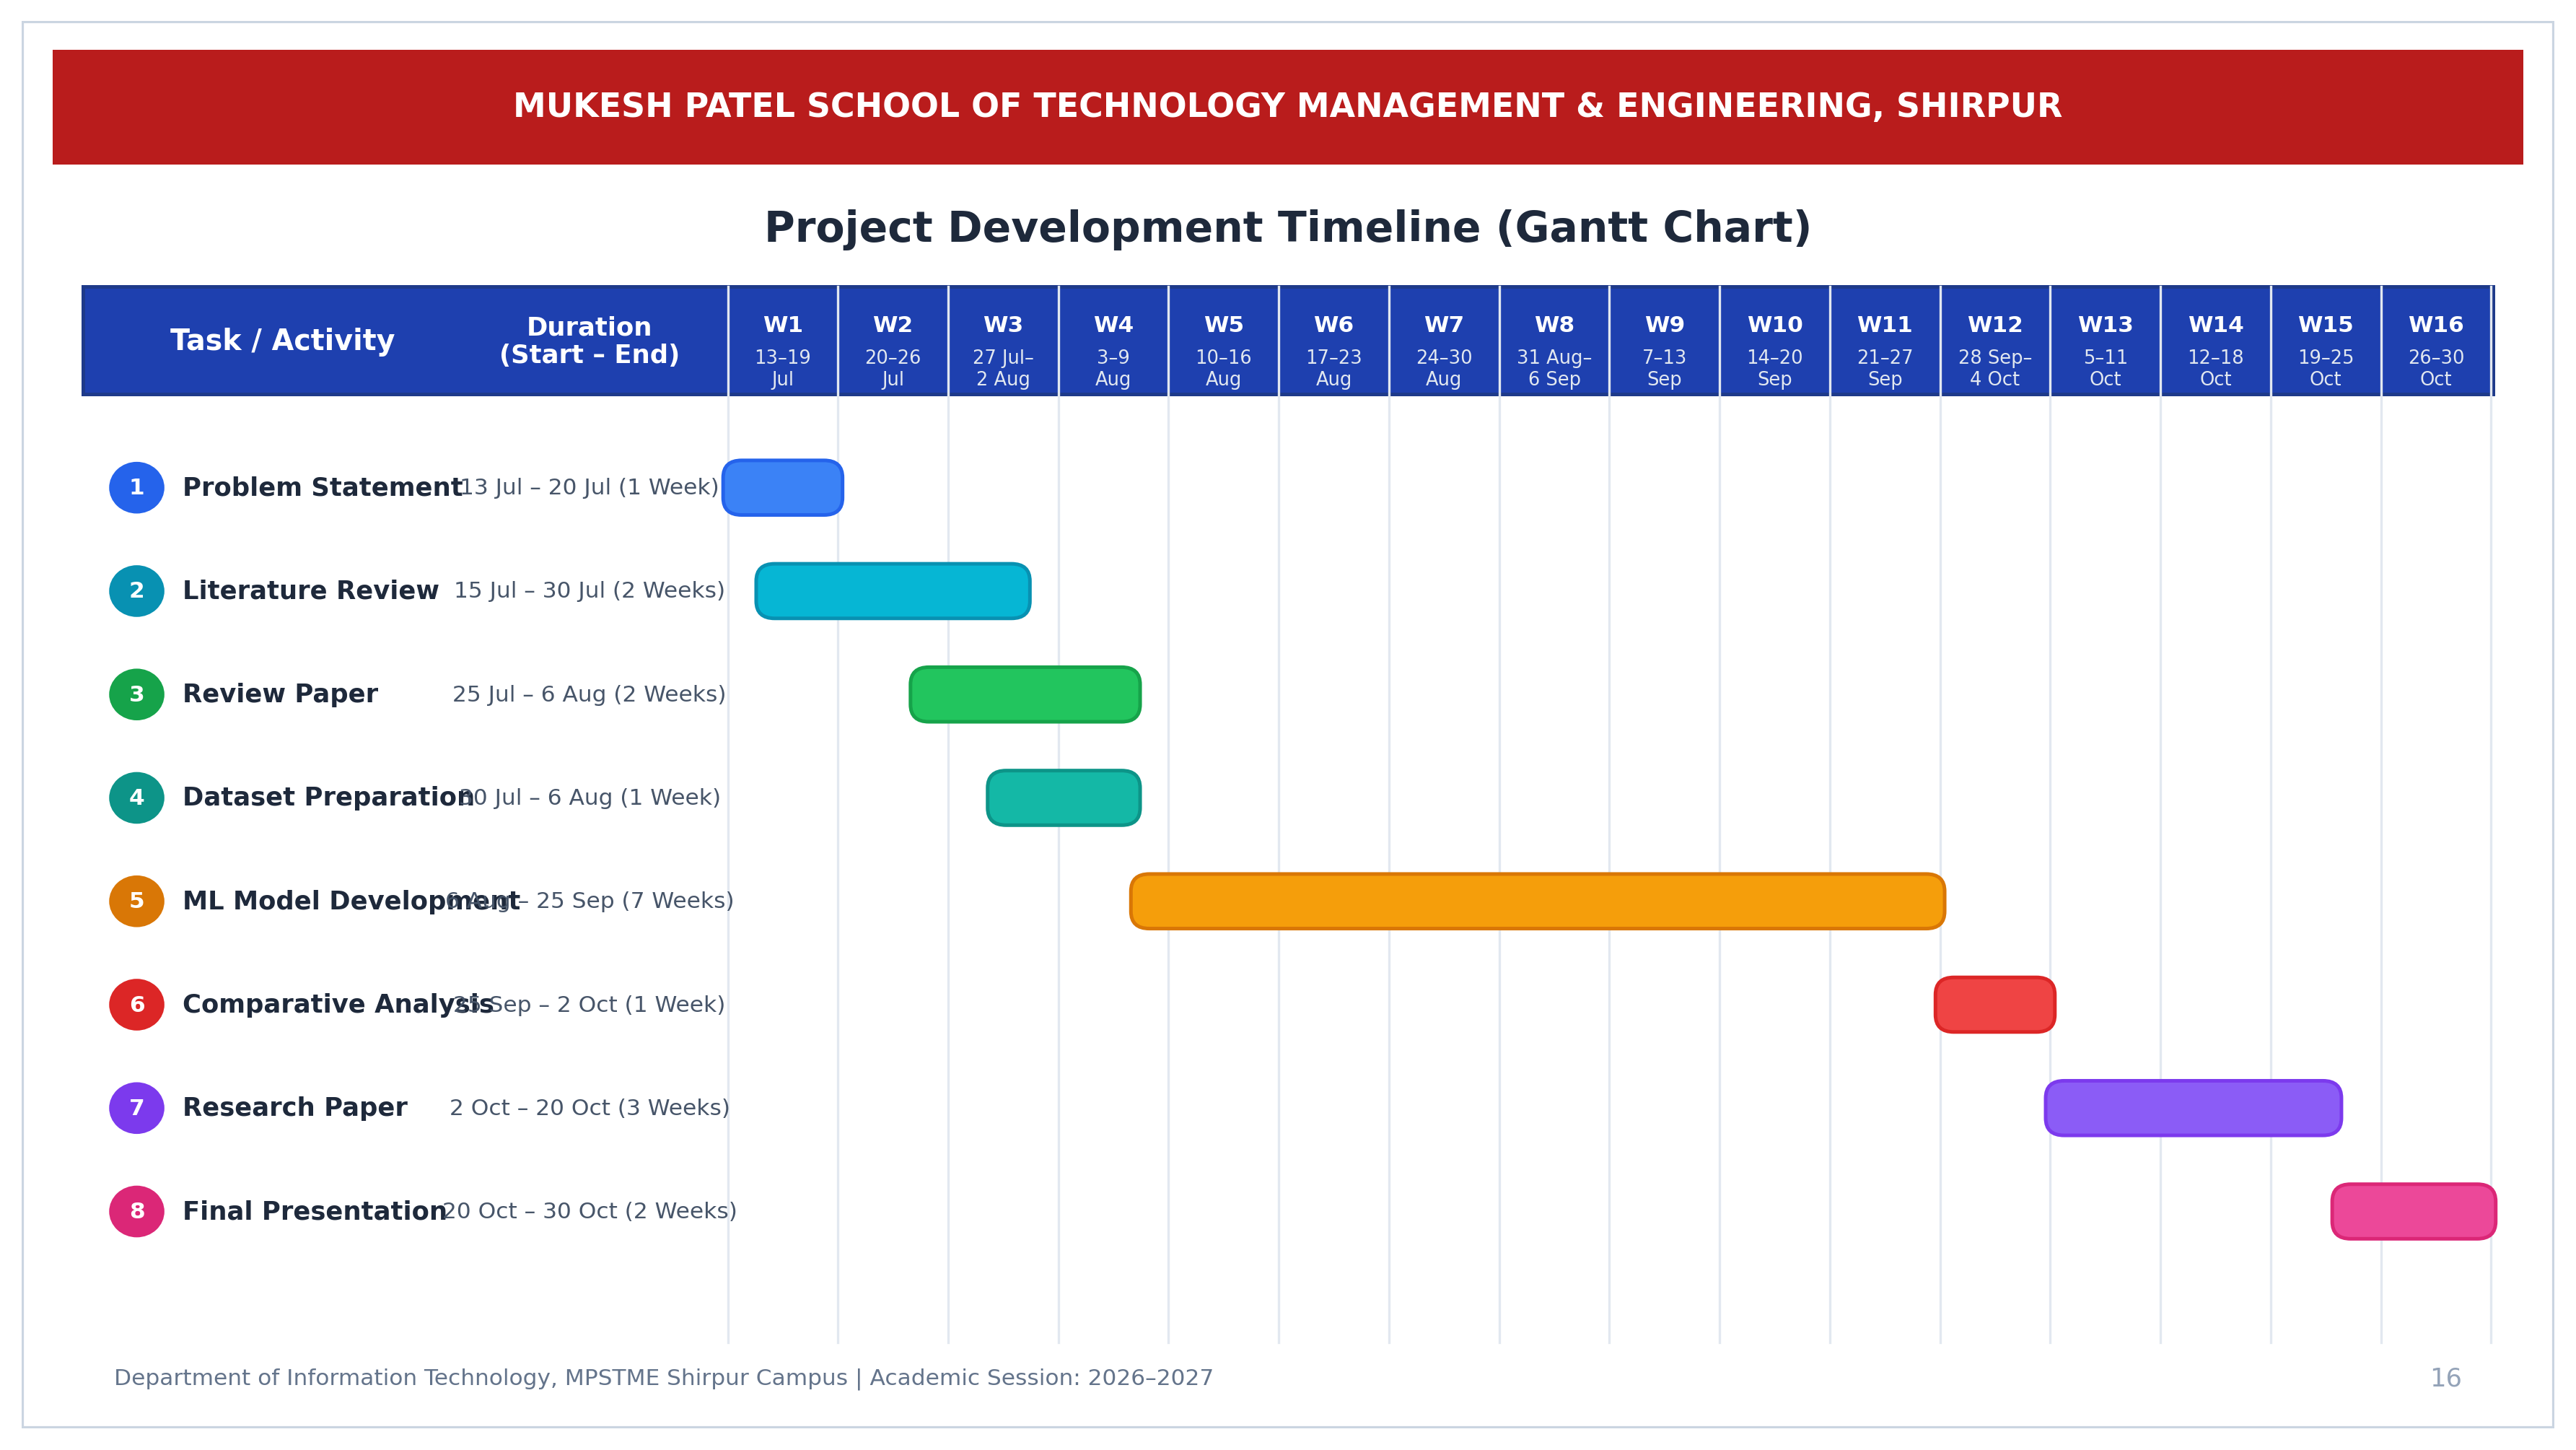 MUKESH PATEL SCHOOL OF TECHNOLOGY MANAGEMENT & ENGINEERING, SHIRPUR
Project Development Timeline (Gantt Chart)
Task / Activity
Duration
(Start – End)
W1
13–19
Jul
W2
20–26
Jul
W3
27 Jul–
2 Aug
W4
3–9
Aug
W5
10–16
Aug
W6
17–23
Aug
W7
24–30
Aug
W8
31 Aug–
6 Sep
W9
7–13
Sep
W10
14–20
Sep
W11
21–27
Sep
W12
28 Sep–
4 Oct
W13
5–11
Oct
W14
12–18
Oct
W15
19–25
Oct
W16
26–30
Oct
1 Problem Statement 13 Jul – 20 Jul (1 Week)
2 Literature Review 15 Jul – 30 Jul (2 Weeks)
3 Review Paper 25 Jul – 6 Aug (2 Weeks)
4 Dataset Preparation 30 Jul – 6 Aug (1 Week)
5 ML Model Development 6 Aug – 25 Sep (7 Weeks)
6 Comparative Analysis 25 Sep – 2 Oct (1 Week)
7 Research Paper 2 Oct – 20 Oct (3 Weeks)
8 Final Presentation 20 Oct – 30 Oct (2 Weeks)
Department of Information Technology, MPSTME Shirpur Campus | Academic Session: 2026–2027
16